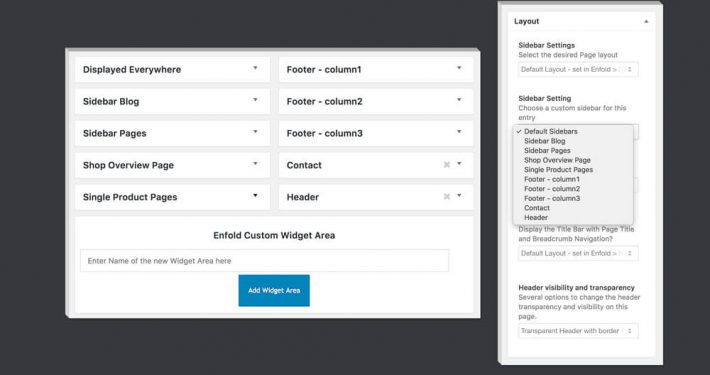 Displayed Everywhere
Footer - column1
Sidebar Blog
Footer - column2
Sidebar Pages
Footer - column3
Shop Overview Page
Contact
Single Product Pages
Header
Enfold Custom Widget Area
Enter Name of the new Widget Area here
Add Widget Area
Layout
Sidebar Settings
Select the desired Page layout
Default Layout - set in Enfold >
Sidebar Setting
Choose a custom sidebar for this
entry
✓ Default Sidebars
Sidebar Blog
Sidebar Pages
Shop Overview Page
Single Product Pages
Footer - column1
Footer - column2
Footer - column3
Contact
Header
Display the Title Bar with Page Title
and Breadcrumb Navigation?
Default Layout - set in Enfold >
Header visibility and transparency
Several options to change the header
transparency and visibility on this
page.
Transparent Header with border